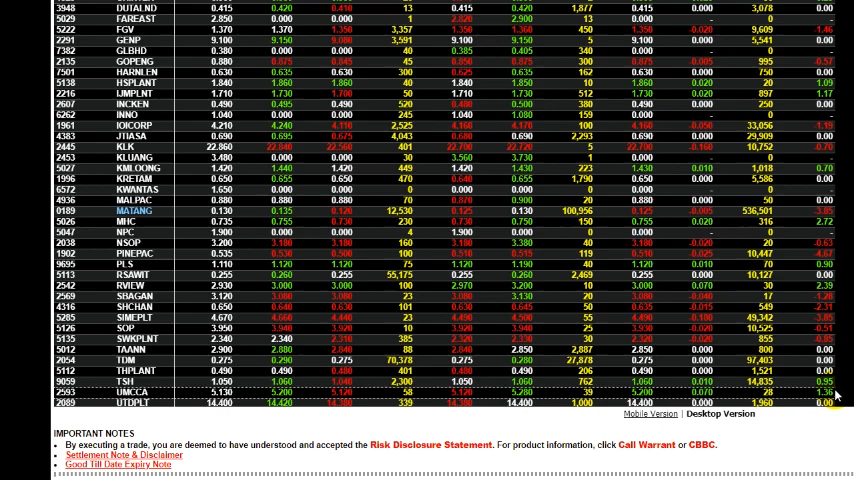 3948 DUTALND 0.415 0.420 0.410 13 0.415 0.420 1,877 0.415 0.000 3,078 0.00
5029 FAREAST 2.850 0.000 0.000 1 2.820 2.900 13 - 0.000 0 -
5222 FGV 1.370 1.370 1.350 3,357 1.350 1.360 450 1.350 -0.020 9,609 -1.46
2291 GENP 9.100 9.150 9.080 3,591 9.100 9.150 5 9.100 0.000 5,541 0.00
7382 GLBHD 0.380 0.000 0.000 40 0.385 0.405 340 - 0.000 0 -
2135 GOPENG 0.880 0.875 0.845 45 0.850 0.875 300 0.875 -0.005 995 -0.57
7501 HARNLEN 0.630 0.635 0.630 300 0.625 0.635 162 0.630 0.000 750 0.00
5138 HSPLANT 1.840 1.860 1.860 40 1.840 1.850 10 1.860 0.020 20 1.09
2216 IJMPLNT 1.710 1.730 1.700 50 1.710 1.730 512 1.730 0.020 897 1.17
2607 INCKEN 0.490 0.495 0.490 520 0.480 0.500 380 0.490 0.000 250 0.00
6262 INNO 1.040 0.000 0.000 245 1.040 1.080 159 - 0.000 0 -
1961 IOICORP 4.210 4.240 4.110 2,525 4.160 4.170 100 4.160 -0.050 33,056 -1.19
4383 JTIASA 0.690 0.695 0.675 4,043 0.680 0.690 2,293 0.690 0.000 29,909 0.00
2445 KLK 22.860 22.840 22.560 401 22.700 22.720 5 22.700 -0.160 10,752 -0.70
2453 KLUANG 3.480 0.000 0.000 30 3.560 3.730 1 - 0.000 0 -
5027 KMLOONG 1.420 1.440 1.420 449 1.420 1.430 223 1.430 0.010 1,018 0.70
1996 KRETAM 0.650 0.655 0.650 470 0.640 0.655 1,790 0.650 0.000 5,586 0.00
6572 KWANTAS 1.650 0.000 0.000 0 0.000 0.000 0 - 0.000 0 -
4936 MALPAC 0.880 0.880 0.880 70 0.870 0.900 20 0.880 0.000 50 0.00
0189 MATANG 0.130 0.135 0.120 12,530 0.125 0.130 100,956 0.125 -0.005 536,501 -3.85
5026 MHC 0.735 0.755 0.730 230 0.730 0.750 150 0.755 0.020 316 2.72
5047 NPC 1.900 0.000 0.000 4 1.900 0.000 0 - 0.000 0 -
2038 NSOP 3.200 3.180 3.180 160 3.180 3.380 40 3.180 -0.020 20 -0.63
1902 PINEPAC 0.535 0.530 0.500 100 0.510 0.515 119 0.510 -0.025 10,447 -4.67
9695 PLS 1.110 1.120 1.120 75 1.120 1.190 40 1.120 0.010 70 0.90
5113 RSAWIT 0.255 0.260 0.255 55,175 0.255 0.260 2,469 0.255 0.000 10,127 0.00
2542 RVIEW 2.930 3.000 3.000 100 2.970 3.200 10 3.000 0.070 30 2.39
2569 SBAGAN 3.120 3.080 3.080 23 3.080 3.130 20 3.080 -0.040 17 -1.28
4316 SHCHAN 0.650 0.640 0.630 101 0.630 0.645 50 0.635 -0.015 549 -2.31
5285 SIMEPLT 4.670 4.660 4.440 23 4.490 4.500 55 4.490 -0.180 49,342 -3.85
5126 SOP 3.950 3.940 3.920 10 3.920 3.940 25 3.930 -0.020 10,525 -0.51
5135 SWKPLNT 2.340 2.340 2.310 385 2.320 2.330 30 2.320 -0.020 855 -0.85
5012 TAANN 2.900 2.880 2.840 88 2.840 2.850 2,887 2.900 0.000 800 0.00
2054 TDM 0.275 0.290 0.275 70,378 0.275 0.280 27,878 0.275 0.000 97,403 0.00
5112 THPLANT 0.490 0.490 0.480 401 0.480 0.490 0.490 0.000 1,521 0.00
9059 TSH 1.050 1.060 1.040 2,300 1.050 1.060 762 1.060 0.010 14,835 0.95
2593 UMCCA 5.130 5.200 5.120 58 5.120 5.280 28 5.200 0.070 28 1.36
2089 UTDPLT 14.400 14.420 14.380 339 14.380 14.400 1,000 14.400 0.000 1,960 0.00
Mobile Version | Desktop Version
IMPORTANT NOTES
• By executing a trade, you are deemed to have understood and accepted the Risk Disclosure Statement. For product information, click Call Warrant or CBBC.
• Settlement Note & Disclaimer
• Good Till Date Expiry Note